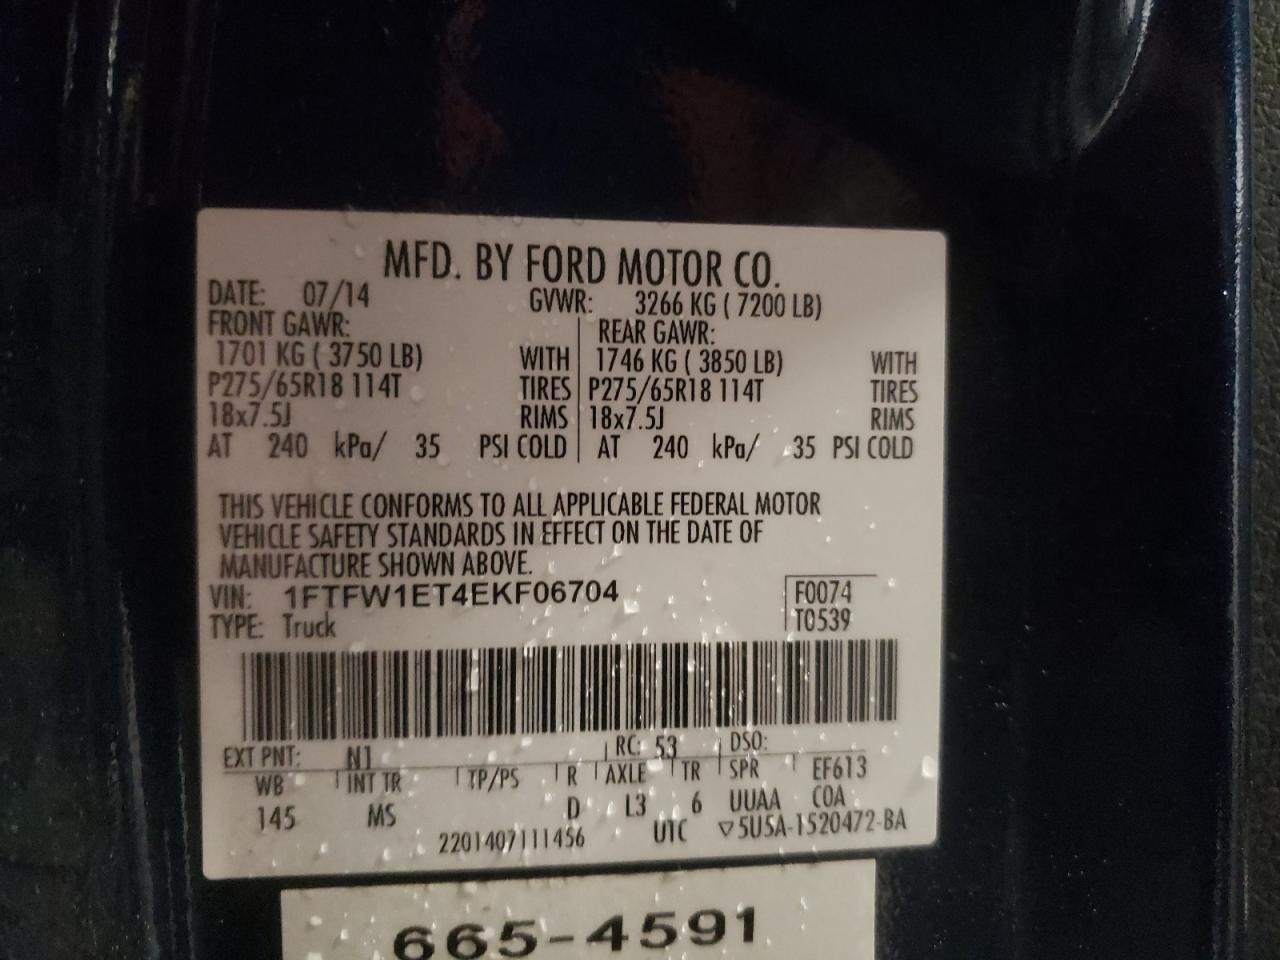 MFD. BY FORD MOTOR CO.
DATE: 07/14 GVWR: 3266 KG ( 7200 LB)
FRONT GAWR: REAR GAWR:
1701 KG ( 3750 LB) WITH 1746 KG ( 3850 LB) WITH
P275/65R18 114T TIRES P275/65R18 114T TIRES
18x7.5J RIMS 18x7.5J RIMS
AT 240 kPa/ 35 PSI COLD AT 240 kPa/ 35 PSI COLD
THIS VEHICLE CONFORMS TO ALL APPLICABLE FEDERAL MOTOR
VEHICLE SAFETY STANDARDS IN EFFECT ON THE DATE OF
MANUFACTURE SHOWN ABOVE.
VIN: 1FTFW1ET4EKF06704 F0074
TYPE: Truck T0539
EXT PNT: N1 RC: 53 DSO:
WB INT TR TP/PS R AXLE TR SPR EF613
145 MS D L3 6 UUAA COA
2201407111456 UTC ▽5U5A-1520472-BA
665-4591